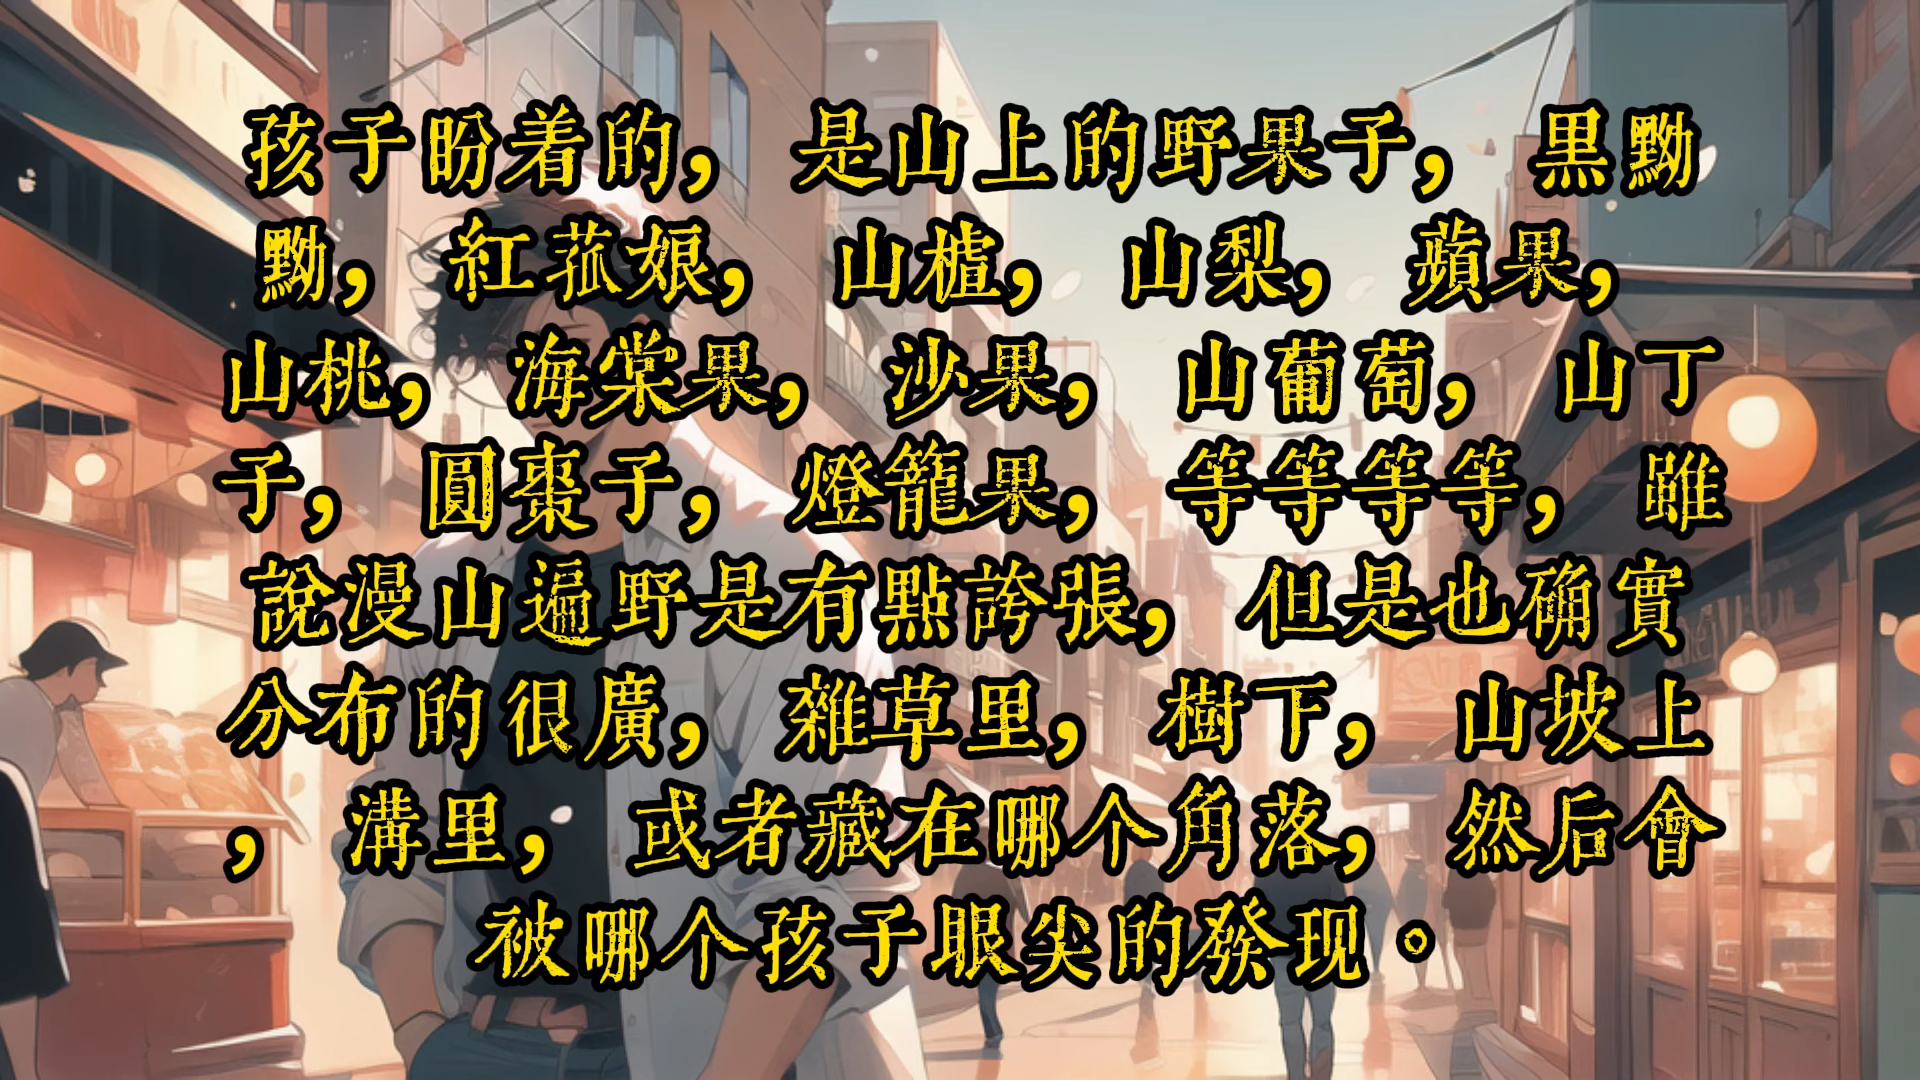 孩子盼着的，是山上的野果子，黑黝
黝，紅菰娘，山樝，山梨，蘋果，
山桃，海棠果，沙果，山葡萄，山丁
子，圓棗子，燈籠果，等等等等，雖
說漫山遍野是有點誇張，但是也确實
分布的很廣，雜草里，樹下，山坡上
，溝里，或者藏在哪个角落，然后會
被哪个孩子眼尖的發现。